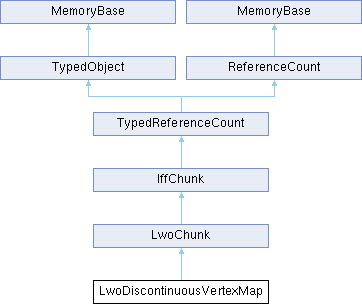 MemoryBase
MemoryBase
TypedObject
ReferenceCount
TypedReferenceCount
IffChunk
LwoChunk
LwoDiscontinuousVertexMap